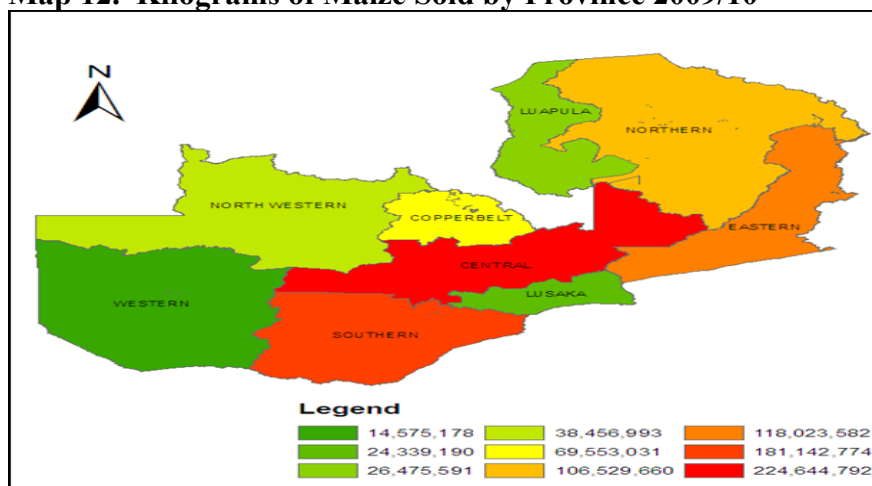 Map 12. Kilograms of Maize Sold by Province 2009/10
N
LUAPULA
NORTHERN
NORTH WESTERN
COPPERBELT
EASTERN
CENTRAL
LUSAKA
WESTERN
SOUTHERN
Legend
14,575,178 38,456,993 118,023,582
24,339,190 69,553,031 181,142,774
26,475,591 106,529,660 224,644,792